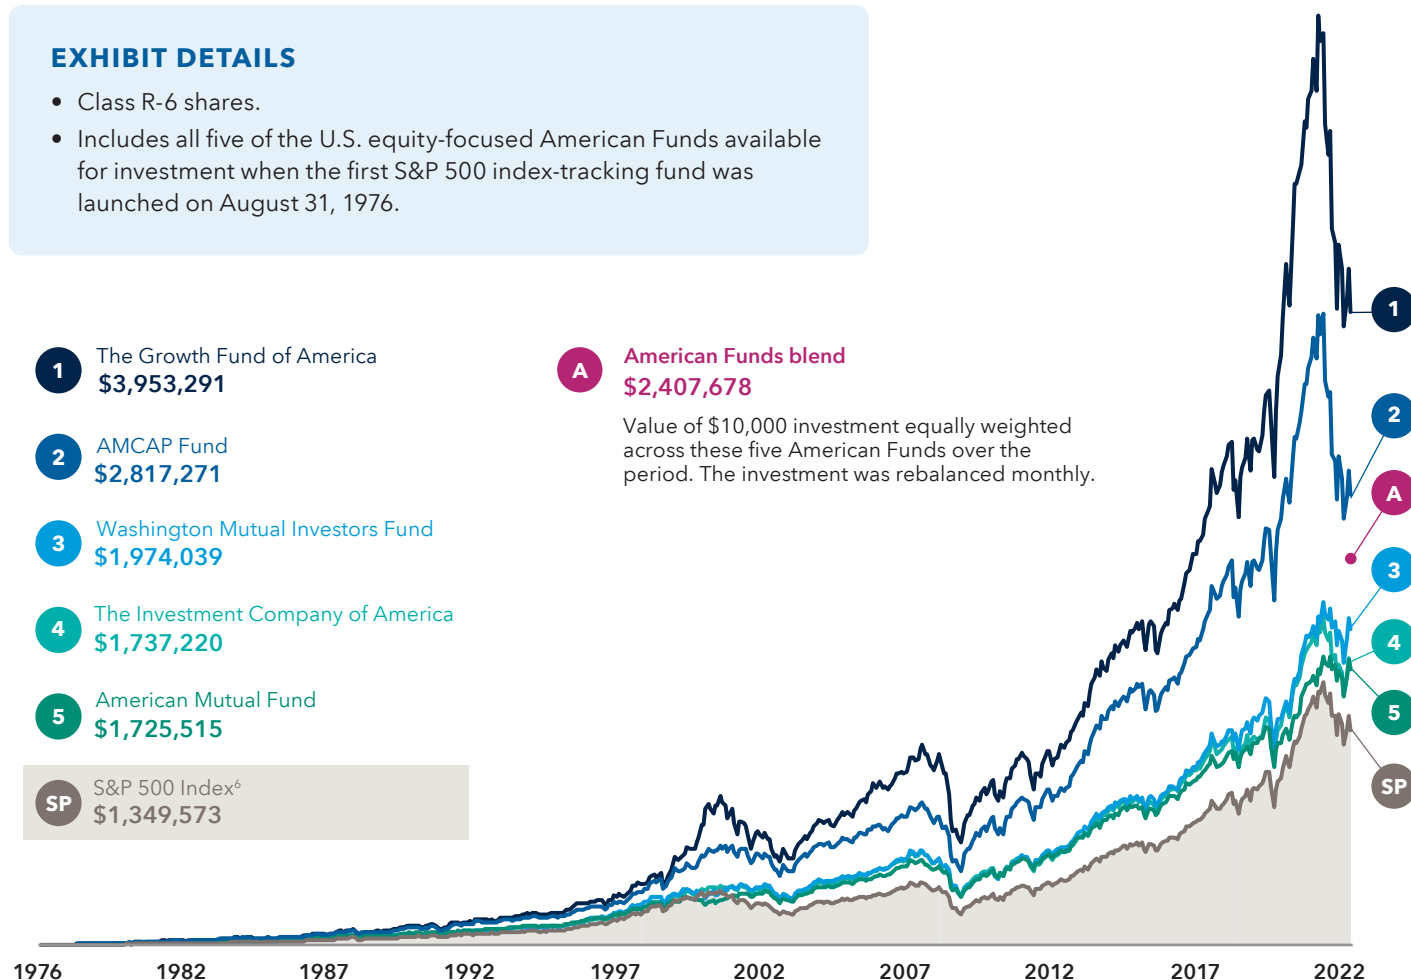 EXHIBIT DETAILS
• Class R-6 shares.
• Includes all five of the U.S. equity-focused American Funds available
for investment when the first S&P 500 index-tracking fund was
launched on August 31, 1976.
1
The Growth Fund of America
$3,953,291
2
AMCAP Fund
$2,817,271
3
Washington Mutual Investors Fund
$1,974,039
4
The Investment Company of America
$1,737,220
5
American Mutual Fund
$1,725,515
SP
S&P 500 Index⁶
$1,349,573
A
American Funds blend
$2,407,678
Value of $10,000 investment equally weighted
across these five American Funds over the
period. The investment was rebalanced monthly.
1
2
A
3
4
5
SP
1976 1982 1987 1992 1997 2002 2007 2012 2017 2022